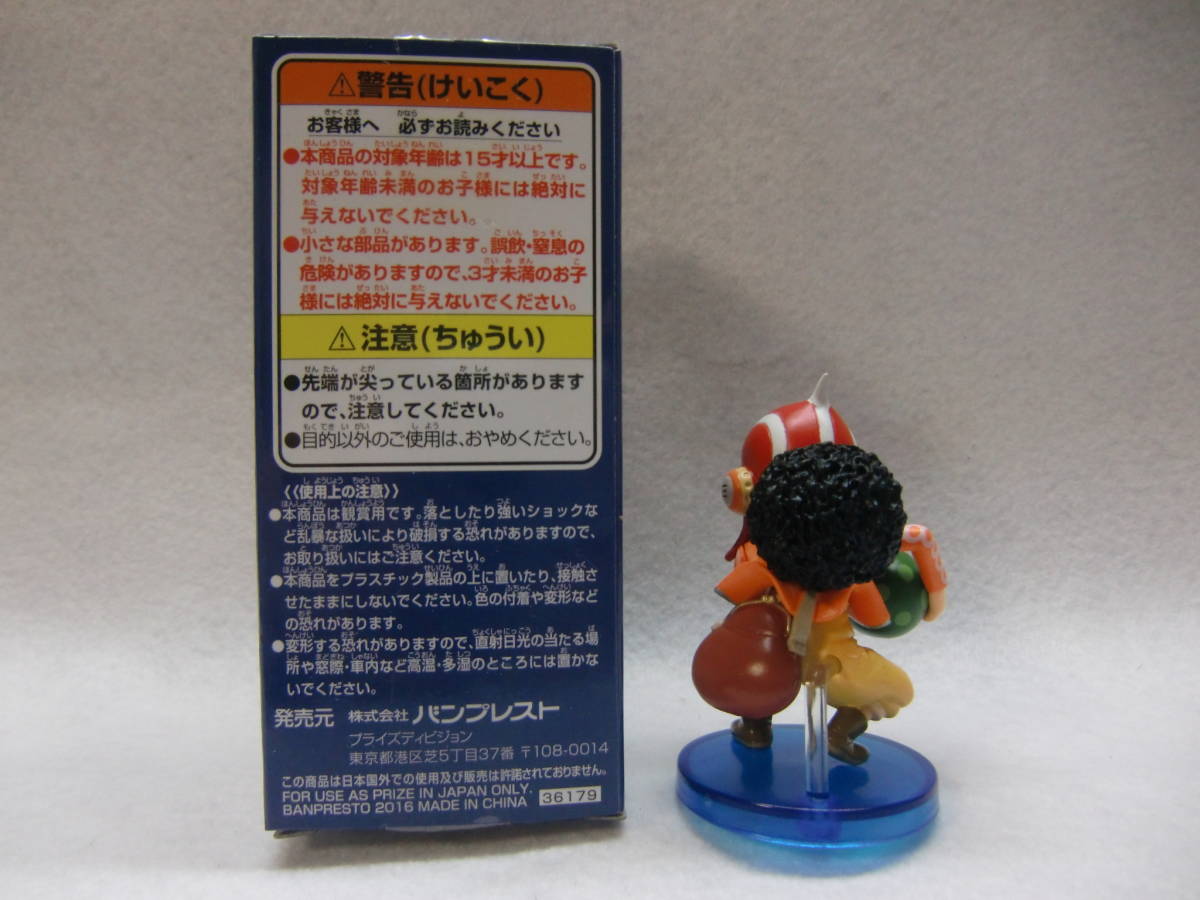 ⚠警告(けいこく)
お客様へ 必ずお読みください
●本商品の対象年齢は15才以上です。
対象年齢未満のお子様には絶対に
与えないでください。
●小さな部品があります。誤飲・窒息の
危険がありますので、3才未満のお子
様には絶対に与えないでください。
⚠注意(ちゅうい)
●先端が尖っている箇所があります
ので、注意してください。
●目的以外のご使用は、おやめください。
《使用上の注意》
●本商品は観賞用です。落としたり強いショックな
ど乱暴な扱いにより破損する恐れがありますので、
お取り扱いにはご注意ください。
●本商品をプラスチック製品の上に置いたり、接触さ
せたままにしないでください。色の付着や変形など
の恐れがあります。
●変形する恐れがありますので、直射日光の当たる場
所や窓際・車内など高温・多湿のところには置かな
いでください。
発売元 株式会社 バンプレスト
プライズディビジョン
東京都港区芝5丁目37番 〒108-0014
この商品は日本国外での使用及び販売は許諾されておりません。
FOR USE AS PRIZE IN JAPAN ONLY.
BANPRESTO 2016 MADE IN CHINA 36179